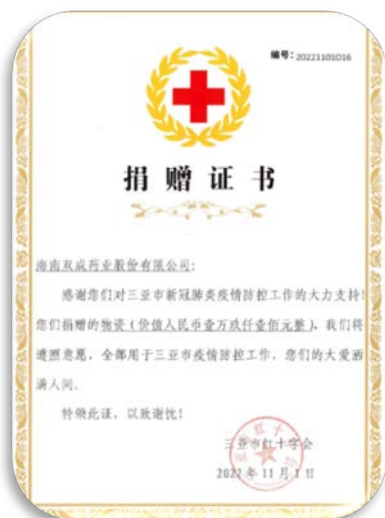 编号：20221101016
捐赠证书
海南双成药业股份有限公司：
感谢您们对三亚市新冠肺炎疫情防控工作的大力支持！
您们捐赠的物资（价值人民币壹万玖仟壹佰元整），我们将
遵照意愿，全部用于三亚市疫情防控工作。您们的大爱洒
满人间。
特颁此证，以致谢忱！
三亚市红十字会
2022年11月1日